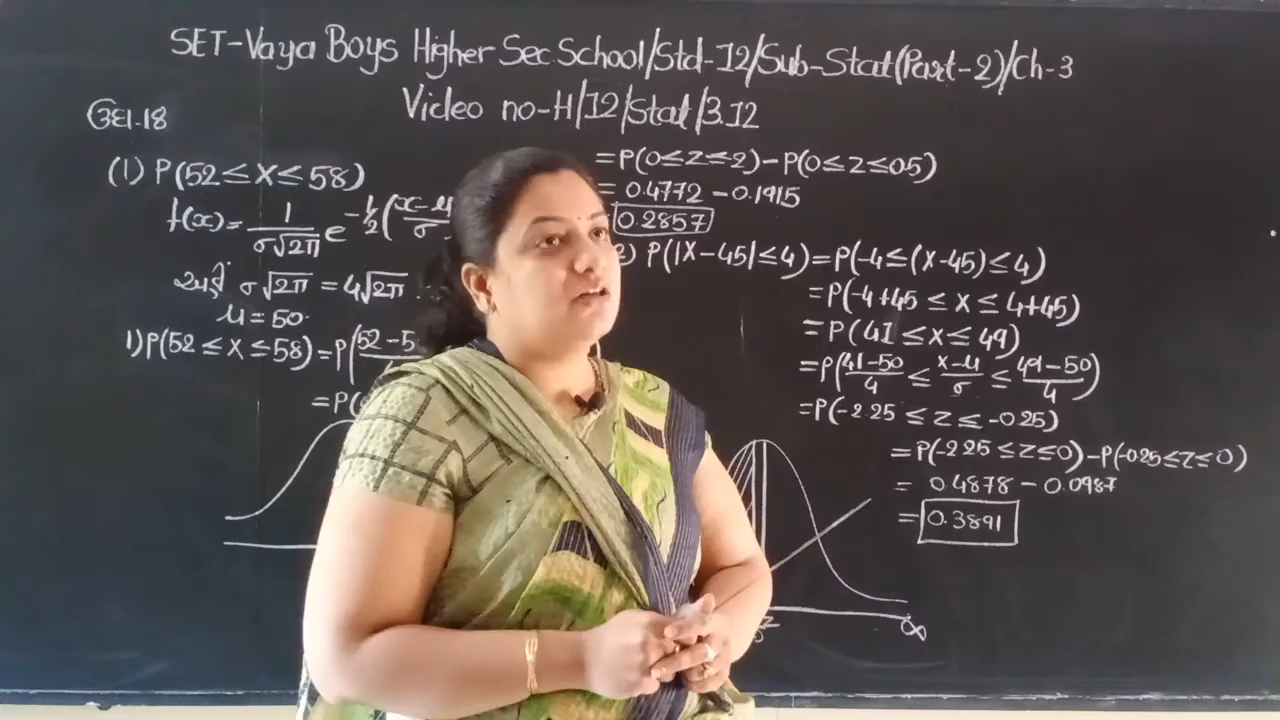 SET-Vaya Boys Higher Sec School/Std-12/Sub-Stat(Part-2)/Ch-3
Video no-H/12/Stat/3.12
ઉદા.18
(1) P(52≤X≤58)
f(x)= 1/σ√2π e^-½(x-μ/σ
અહીં σ√2π = 4√2π
μ=50.
1) P(52≤X≤58)=P(52-5
=P(
=P(0≤Z≤2)-P(0≤Z≤0.5)
= 0.4772-0.1915
0.2857
2) P(|X-45|≤4)=P(-4≤(X-45)≤4)
=P(-4+45≤X≤4+45)
=P(41≤X≤49)
=P(41-50/4 ≤ X-μ/σ ≤ 49-50/4)
=P(-2.25≤Z≤-0.25)
=P(-2.25≤Z≤0)-P(-0.25≤Z≤0)
= 0.4878-0.0987
= 0.3891
∞